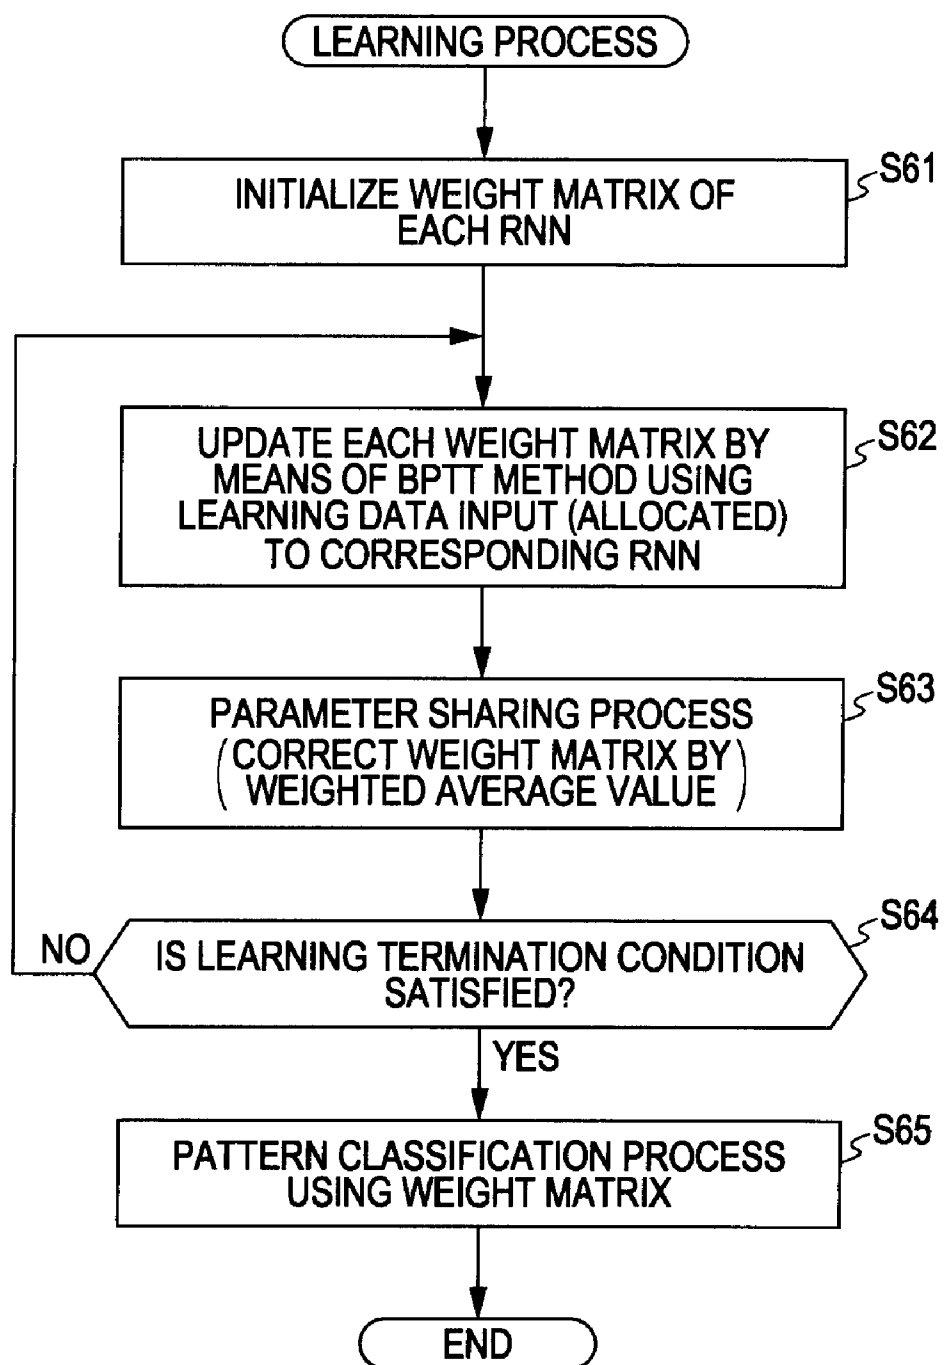 LEARNING PROCESS
S61
INITIALIZE WEIGHT MATRIX OF
EACH RNN
S62
UPDATE EACH WEIGHT MATRIX BY
MEANS OF BPTT METHOD USING
LEARNING DATA INPUT (ALLOCATED)
TO CORRESPONDING RNN
S63
PARAMETER SHARING PROCESS
(CORRECT WEIGHT MATRIX BY
WEIGHTED AVERAGE VALUE)
S64
NO
IS LEARNING TERMINATION CONDITION
SATISFIED?
YES
S65
PATTERN CLASSIFICATION PROCESS
USING WEIGHT MATRIX
END